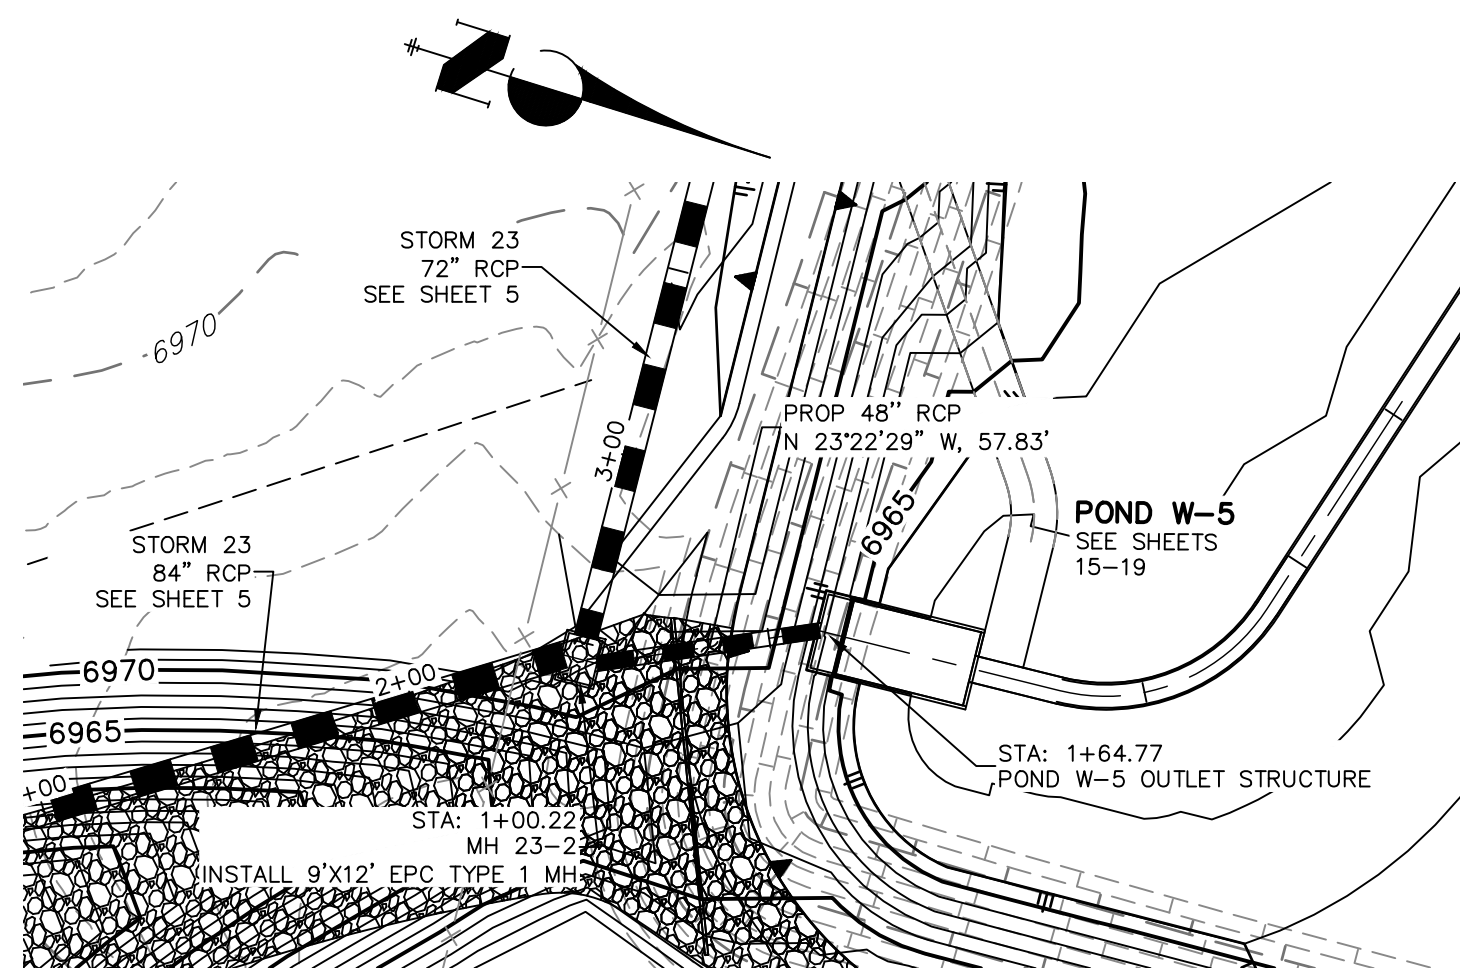 STORM 23
72” RCP
SEE SHEET 5
6970
PROP 48’’ RCP
N 23°22’29” W, 57.83’
3+00
6965
POND W-5
SEE SHEETS
15-19
STORM 23
84” RCP
SEE SHEET 5
6970
2+00
6965
+00
STA: 1+64.77
POND W-5 OUTLET STRUCTURE
STA: 1+00.22
MH 23-2
INSTALL 9’X12’ EPC TYPE 1 MH